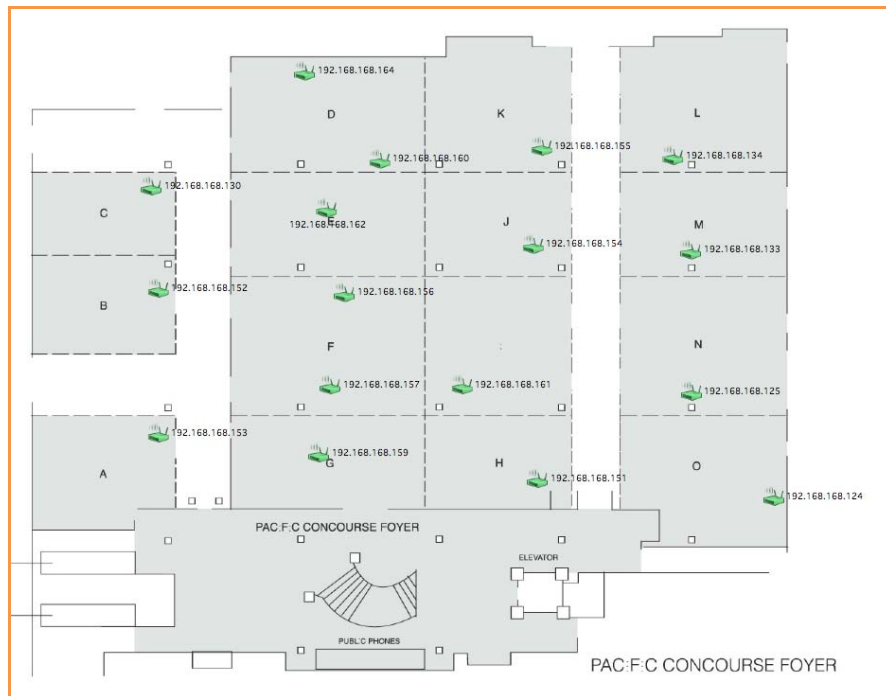 192.168.168.164
D
K
L
192.168.168.160
192.168.168.155
192.168.168.134
192.168.168.130
C
E
192.168.168.162
J
192.168.168.154
M
192.168.168.133
192.168.168.152
B
192.168.168.156
F
:
N
192.168.168.157
192.168.168.161
192.168.168.125
192.168.168.153
A
192.168.168.159
G
H
192.168.168.151
O
192.168.168.124
PAC:F:C CONCOURSE FOYER
ELEVATOR
PUBL:C PHONES
PAC:F:C CONCOURSE FOYER